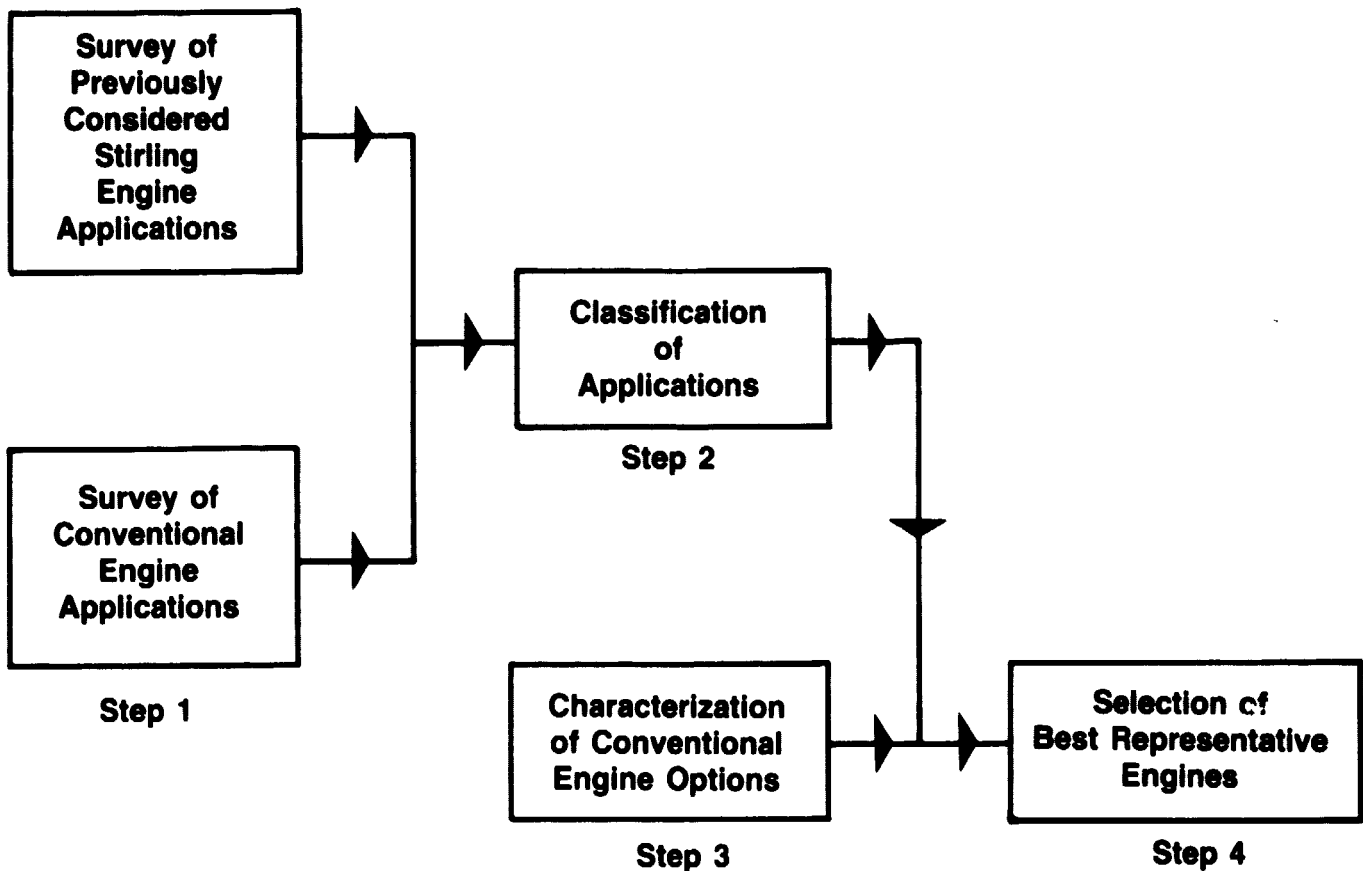 Survey of
Previously
Considered
Stirling
Engine
Applications
Survey of
Conventional
Engine
Applications
Step 1
Classification
of
Applications
Step 2
Characterization
of Conventional
Engine Options
Step 3
Selection of
Best Representative
Engines
Step 4